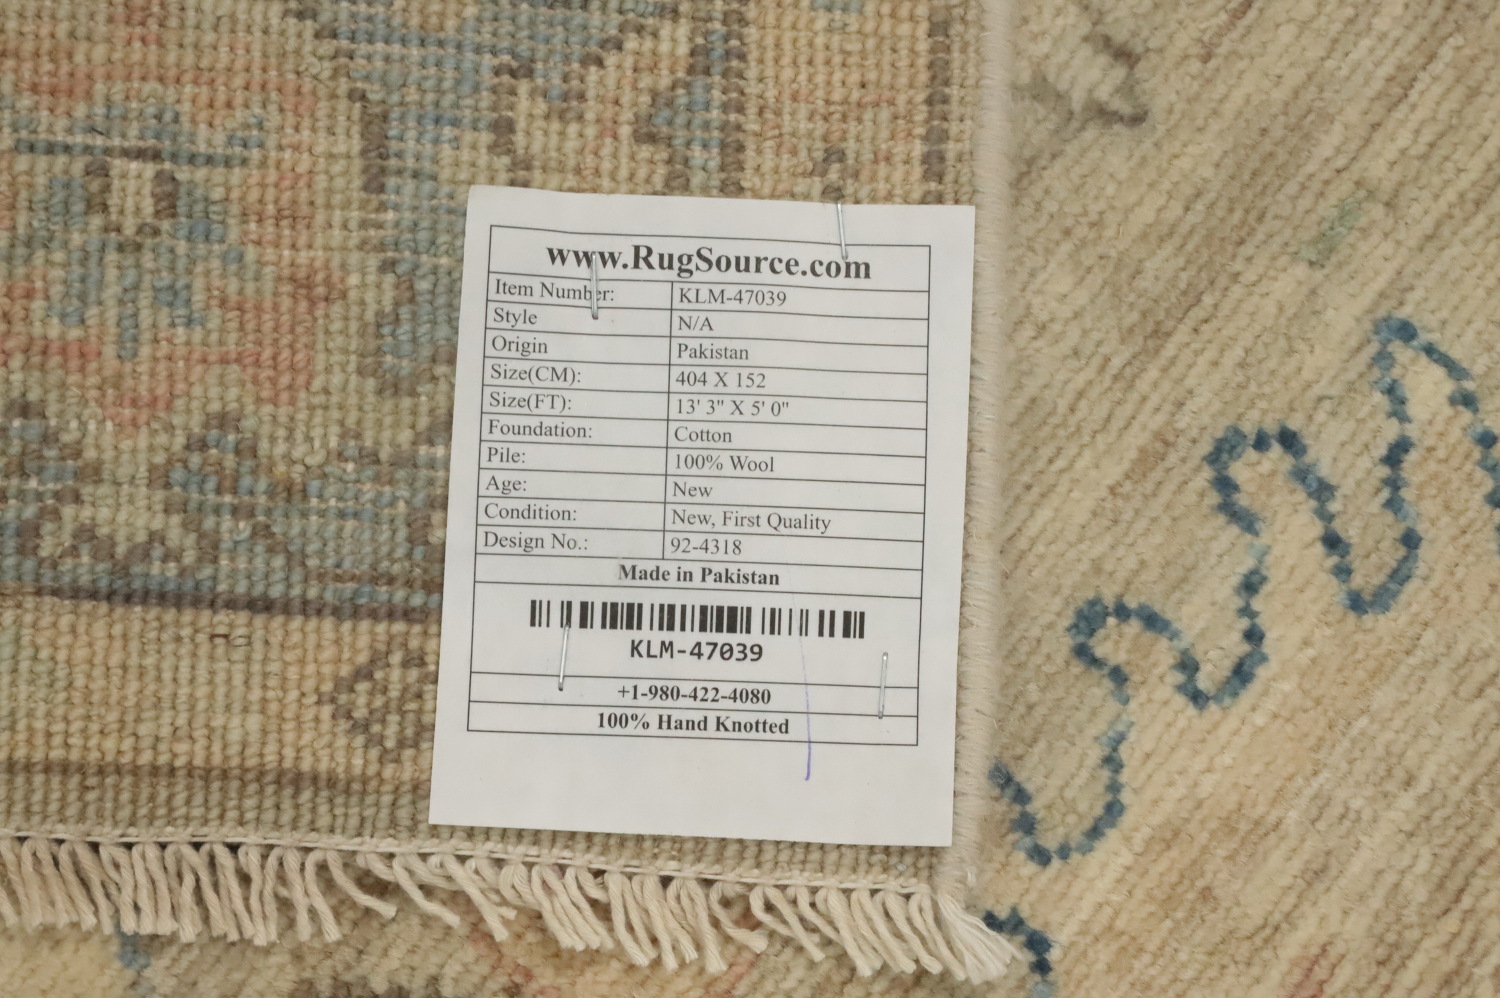 www.RugSource.com
Item Number: KLM-47039
Style N/A
Origin Pakistan
Size(CM): 404 X 152
Size(FT): 13' 3" X 5' 0"
Foundation: Cotton
Pile: 100% Wool
Age: New
Condition: New, First Quality
Design No.: 92-4318
Made in Pakistan
KLM-47039
+1-980-422-4080
100% Hand Knotted